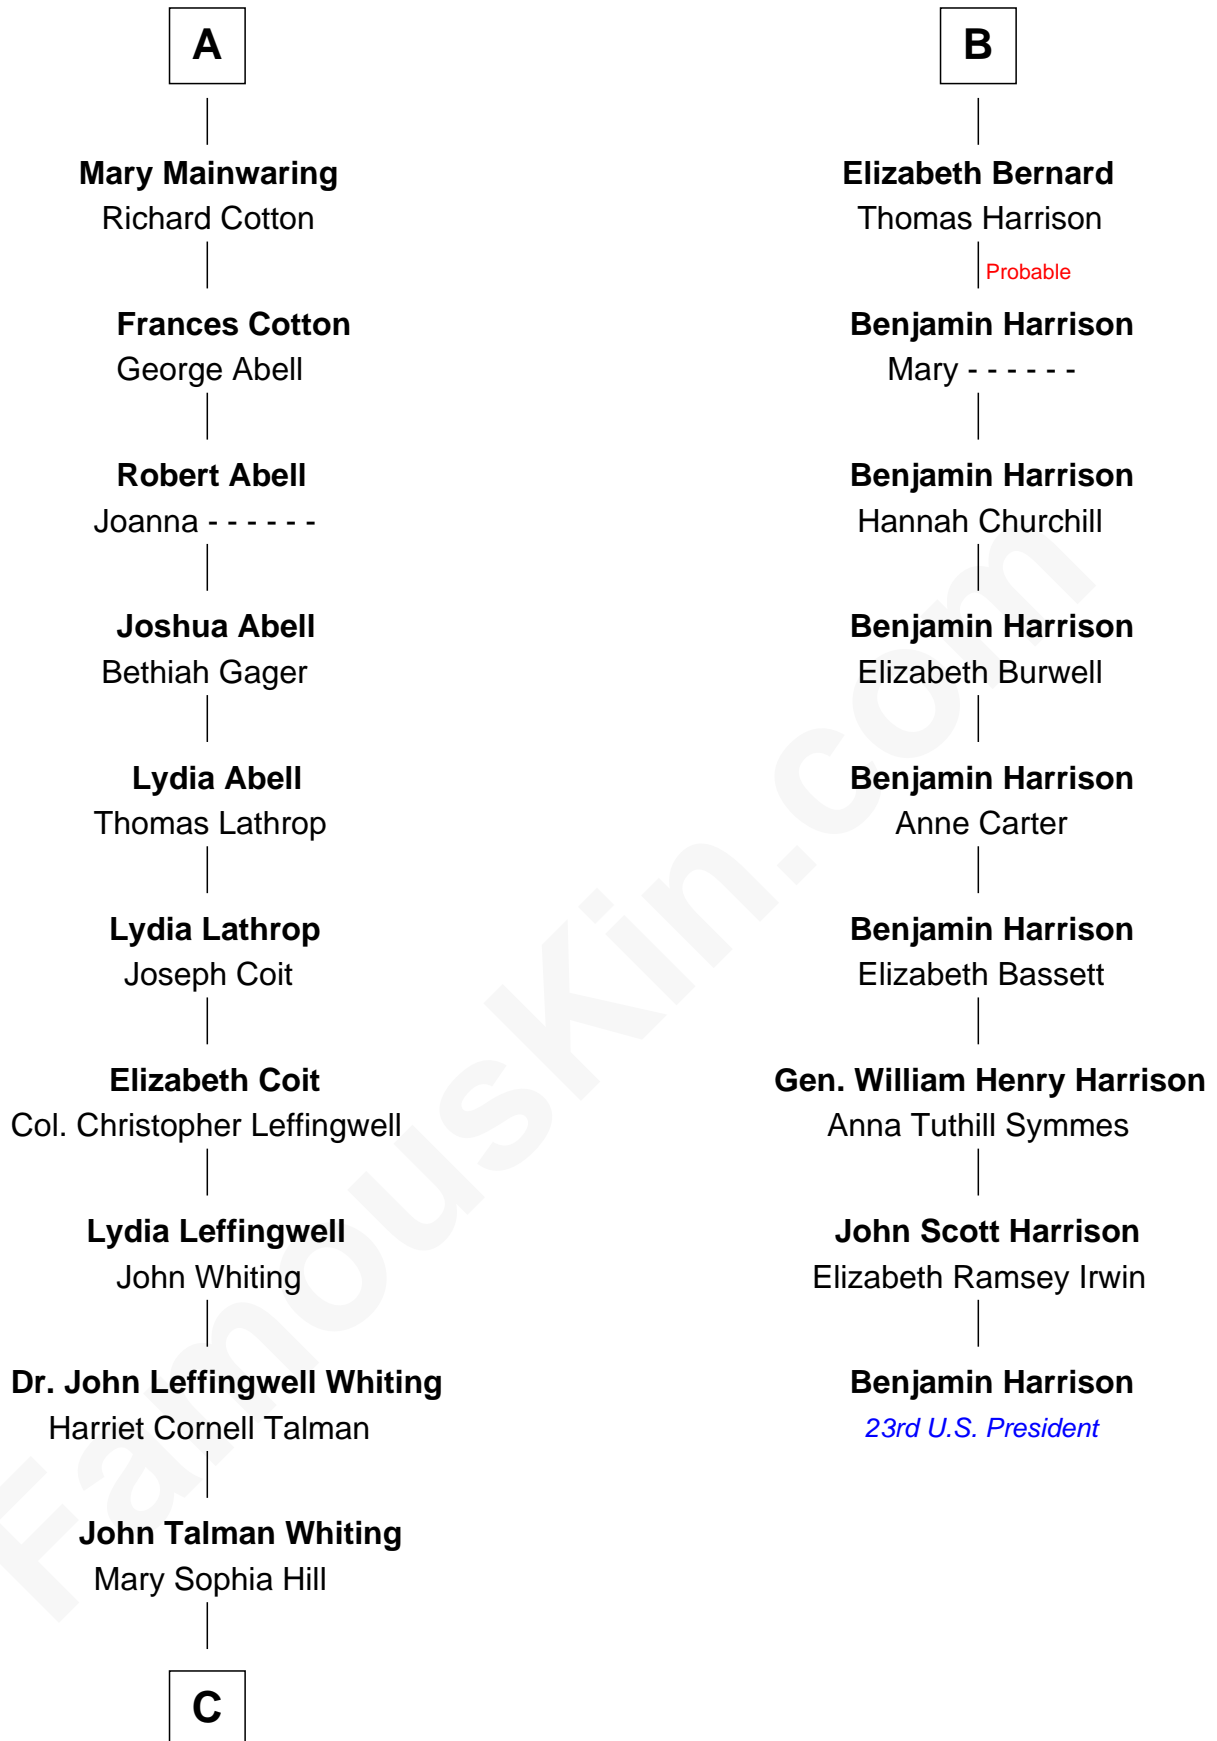 A
Mary Mainwaring
Richard Cotton
Frances Cotton
George Abell
Robert Abell
Joanna - - - - - -
Joshua Abell
Bethiah Gager
Lydia Abell
Thomas Lathrop
Lydia Lathrop
Joseph Coit
Elizabeth Coit
Col. Christopher Leffingwell
Lydia Leffingwell
John Whiting
Dr. John Leffingwell Whiting
Harriet Cornell Talman
John Talman Whiting
Mary Sophia Hill
C
B
Elizabeth Bernard
Thomas Harrison
Probable
Benjamin Harrison
Mary - - - - - -
Benjamin Harrison
Hannah Churchill
Benjamin Harrison
Elizabeth Burwell
Benjamin Harrison
Anne Carter
Benjamin Harrison
Elizabeth Bassett
Gen. William Henry Harrison
Anna Tuthill Symmes
John Scott Harrison
Elizabeth Ramsey Irwin
Benjamin Harrison
23rd U.S. President
FamousKin.com